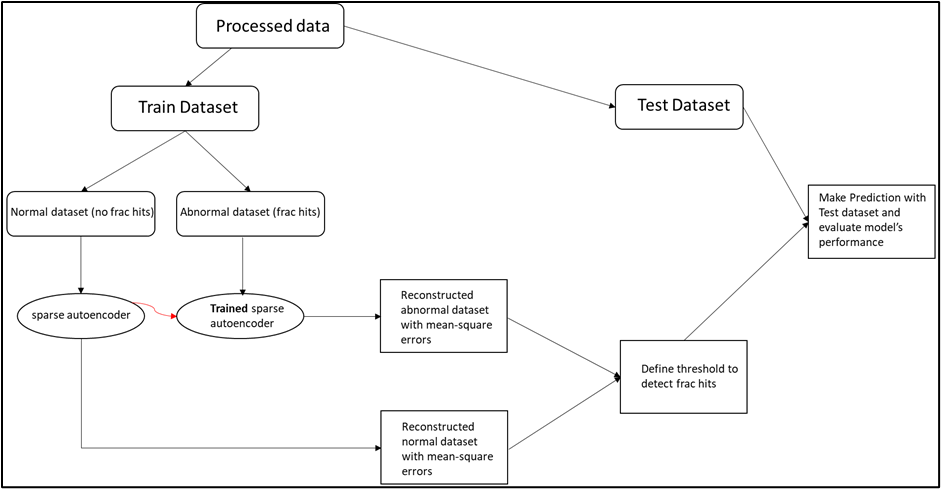 Processed data
Train Dataset
Test Dataset
Normal dataset (no frac hits)
Abnormal dataset (frac hits)
Make Prediction with
Test dataset and
evaluate model's
performance
sparse autoencoder
Trained sparse
autoencoder
Reconstructed
abnormal dataset
with mean-square
errors
Define threshold to
detect frac hits
Reconstructed
normal dataset
with mean-square
errors